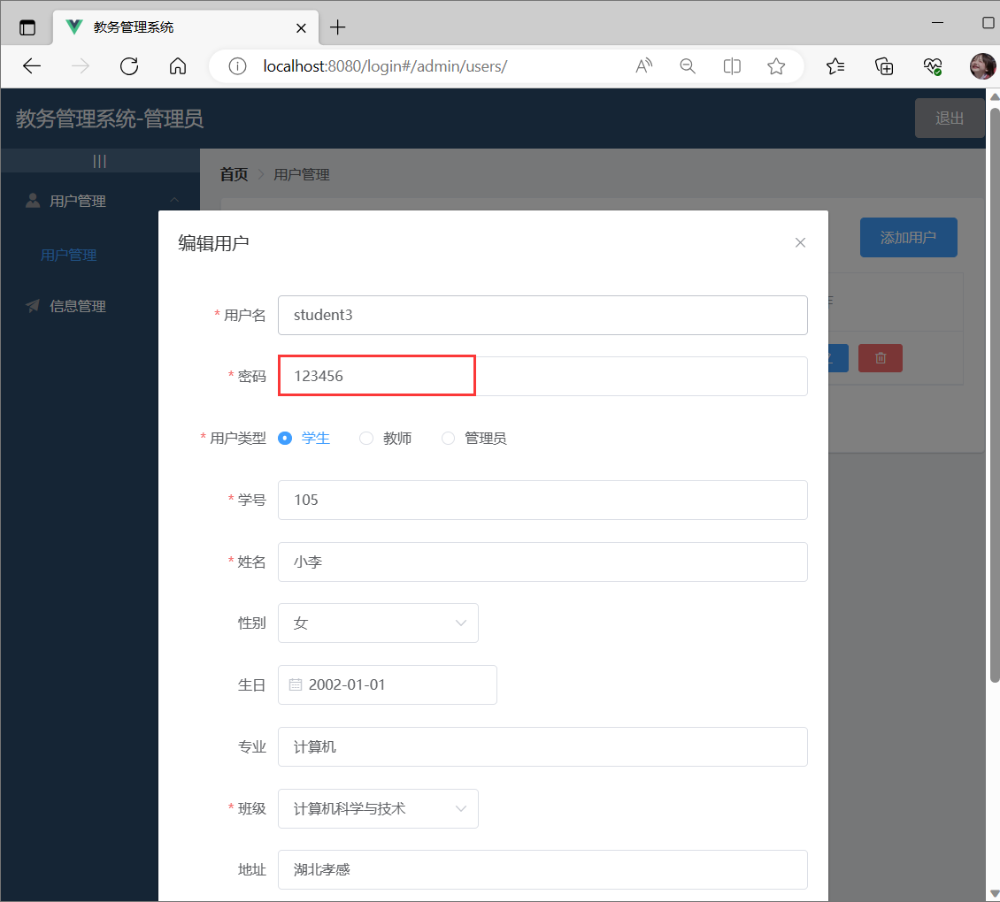 教务管理系统
localhost:8080/login#/admin/users/
教务管理系统-管理员
退出
首页 用户管理
用户管理
用户管理
信息管理
添加用户
编辑用户
* 用户名 student3
* 密码 123456
* 用户类型 学生 教师 管理员
* 学号 105
* 姓名 小李
性别 女
生日 2002-01-01
专业 计算机
* 班级 计算机科学与技术
地址 湖北孝感